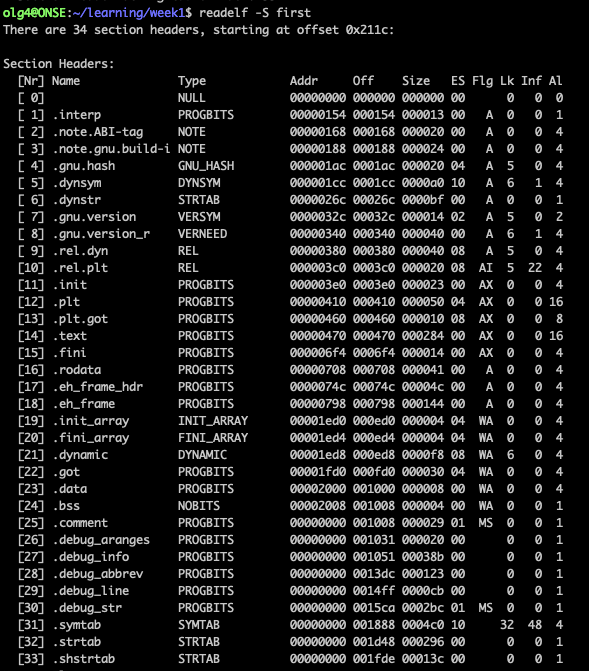 olg4@ONSE:~/learning/week1$ readelf -S first
There are 34 section headers, starting at offset 0x211c:

Section Headers:
  [Nr] Name              Type            Addr     Off    Size   ES Flg Lk Inf Al
  [ 0]                   NULL            00000000 000000 000000 00      0   0  0
  [ 1] .interp           PROGBITS        00000154 000154 000013 00   A  0   0  1
  [ 2] .note.ABI-tag     NOTE            00000168 000168 000020 00   A  0   0  4
  [ 3] .note.gnu.build-i NOTE            00000188 000188 000024 00   A  0   0  4
  [ 4] .gnu.hash         GNU_HASH        000001ac 0001ac 000020 04   A  5   0  4
  [ 5] .dynsym           DYNSYM          000001cc 0001cc 0000a0 10   A  6   1  4
  [ 6] .dynstr           STRTAB          0000026c 00026c 0000bf 00   A  0   0  1
  [ 7] .gnu.version      VERSYM          0000032c 00032c 000014 02   A  5   0  2
  [ 8] .gnu.version_r    VERNEED         00000340 000340 000040 00   A  6   1  4
  [ 9] .rel.dyn          REL             00000380 000380 000040 08   A  5   0  4
  [10] .rel.plt          REL             000003c0 0003c0 000020 08  AI  5  22  4
  [11] .init             PROGBITS        000003e0 0003e0 000023 00  AX  0   0  4
  [12] .plt              PROGBITS        00000410 000410 000050 04  AX  0   0 16
  [13] .plt.got          PROGBITS        00000460 000460 000010 08  AX  0   0  8
  [14] .text             PROGBITS        00000470 000470 000284 00  AX  0   0 16
  [15] .fini             PROGBITS        000006f4 0006f4 000014 00  AX  0   0  4
  [16] .rodata           PROGBITS        00000708 000708 000041 00   A  0   0  4
  [17] .eh_frame_hdr     PROGBITS        0000074c 00074c 00004c 00   A  0   0  4
  [18] .eh_frame         PROGBITS        00000798 000798 000144 00   A  0   0  4
  [19] .init_array       INIT_ARRAY      00001ed0 000ed0 000004 04  WA  0   0  4
  [20] .fini_array       FINI_ARRAY      00001ed4 000ed4 000004 04  WA  0   0  4
  [21] .dynamic          DYNAMIC         00001ed8 000ed8 0000f8 08  WA  6   0  4
  [22] .got              PROGBITS        00001fd0 000fd0 000030 04  WA  0   0  4
  [23] .data             PROGBITS        00002000 001000 000008 00  WA  0   0  4
  [24] .bss              NOBITS          00002008 001008 000004 00  WA  0   0  1
  [25] .comment          PROGBITS        00000000 001008 000029 01  MS  0   0  1
  [26] .debug_aranges    PROGBITS        00000000 001031 000020 00      0   0  1
  [27] .debug_info       PROGBITS        00000000 001051 00038b 00      0   0  1
  [28] .debug_abbrev     PROGBITS        00000000 0013dc 000123 00      0   0  1
  [29] .debug_line       PROGBITS        00000000 0014ff 0000cb 00      0   0  1
  [30] .debug_str        PROGBITS        00000000 0015ca 0002bc 01  MS  0   0  1
  [31] .symtab           SYMTAB          00000000 001888 0004c0 10     32  48  4
  [32] .strtab           STRTAB          00000000 001d48 000296 00      0   0  1
  [33] .shstrtab         STRTAB          00000000 001fde 00013c 00      0   0  1